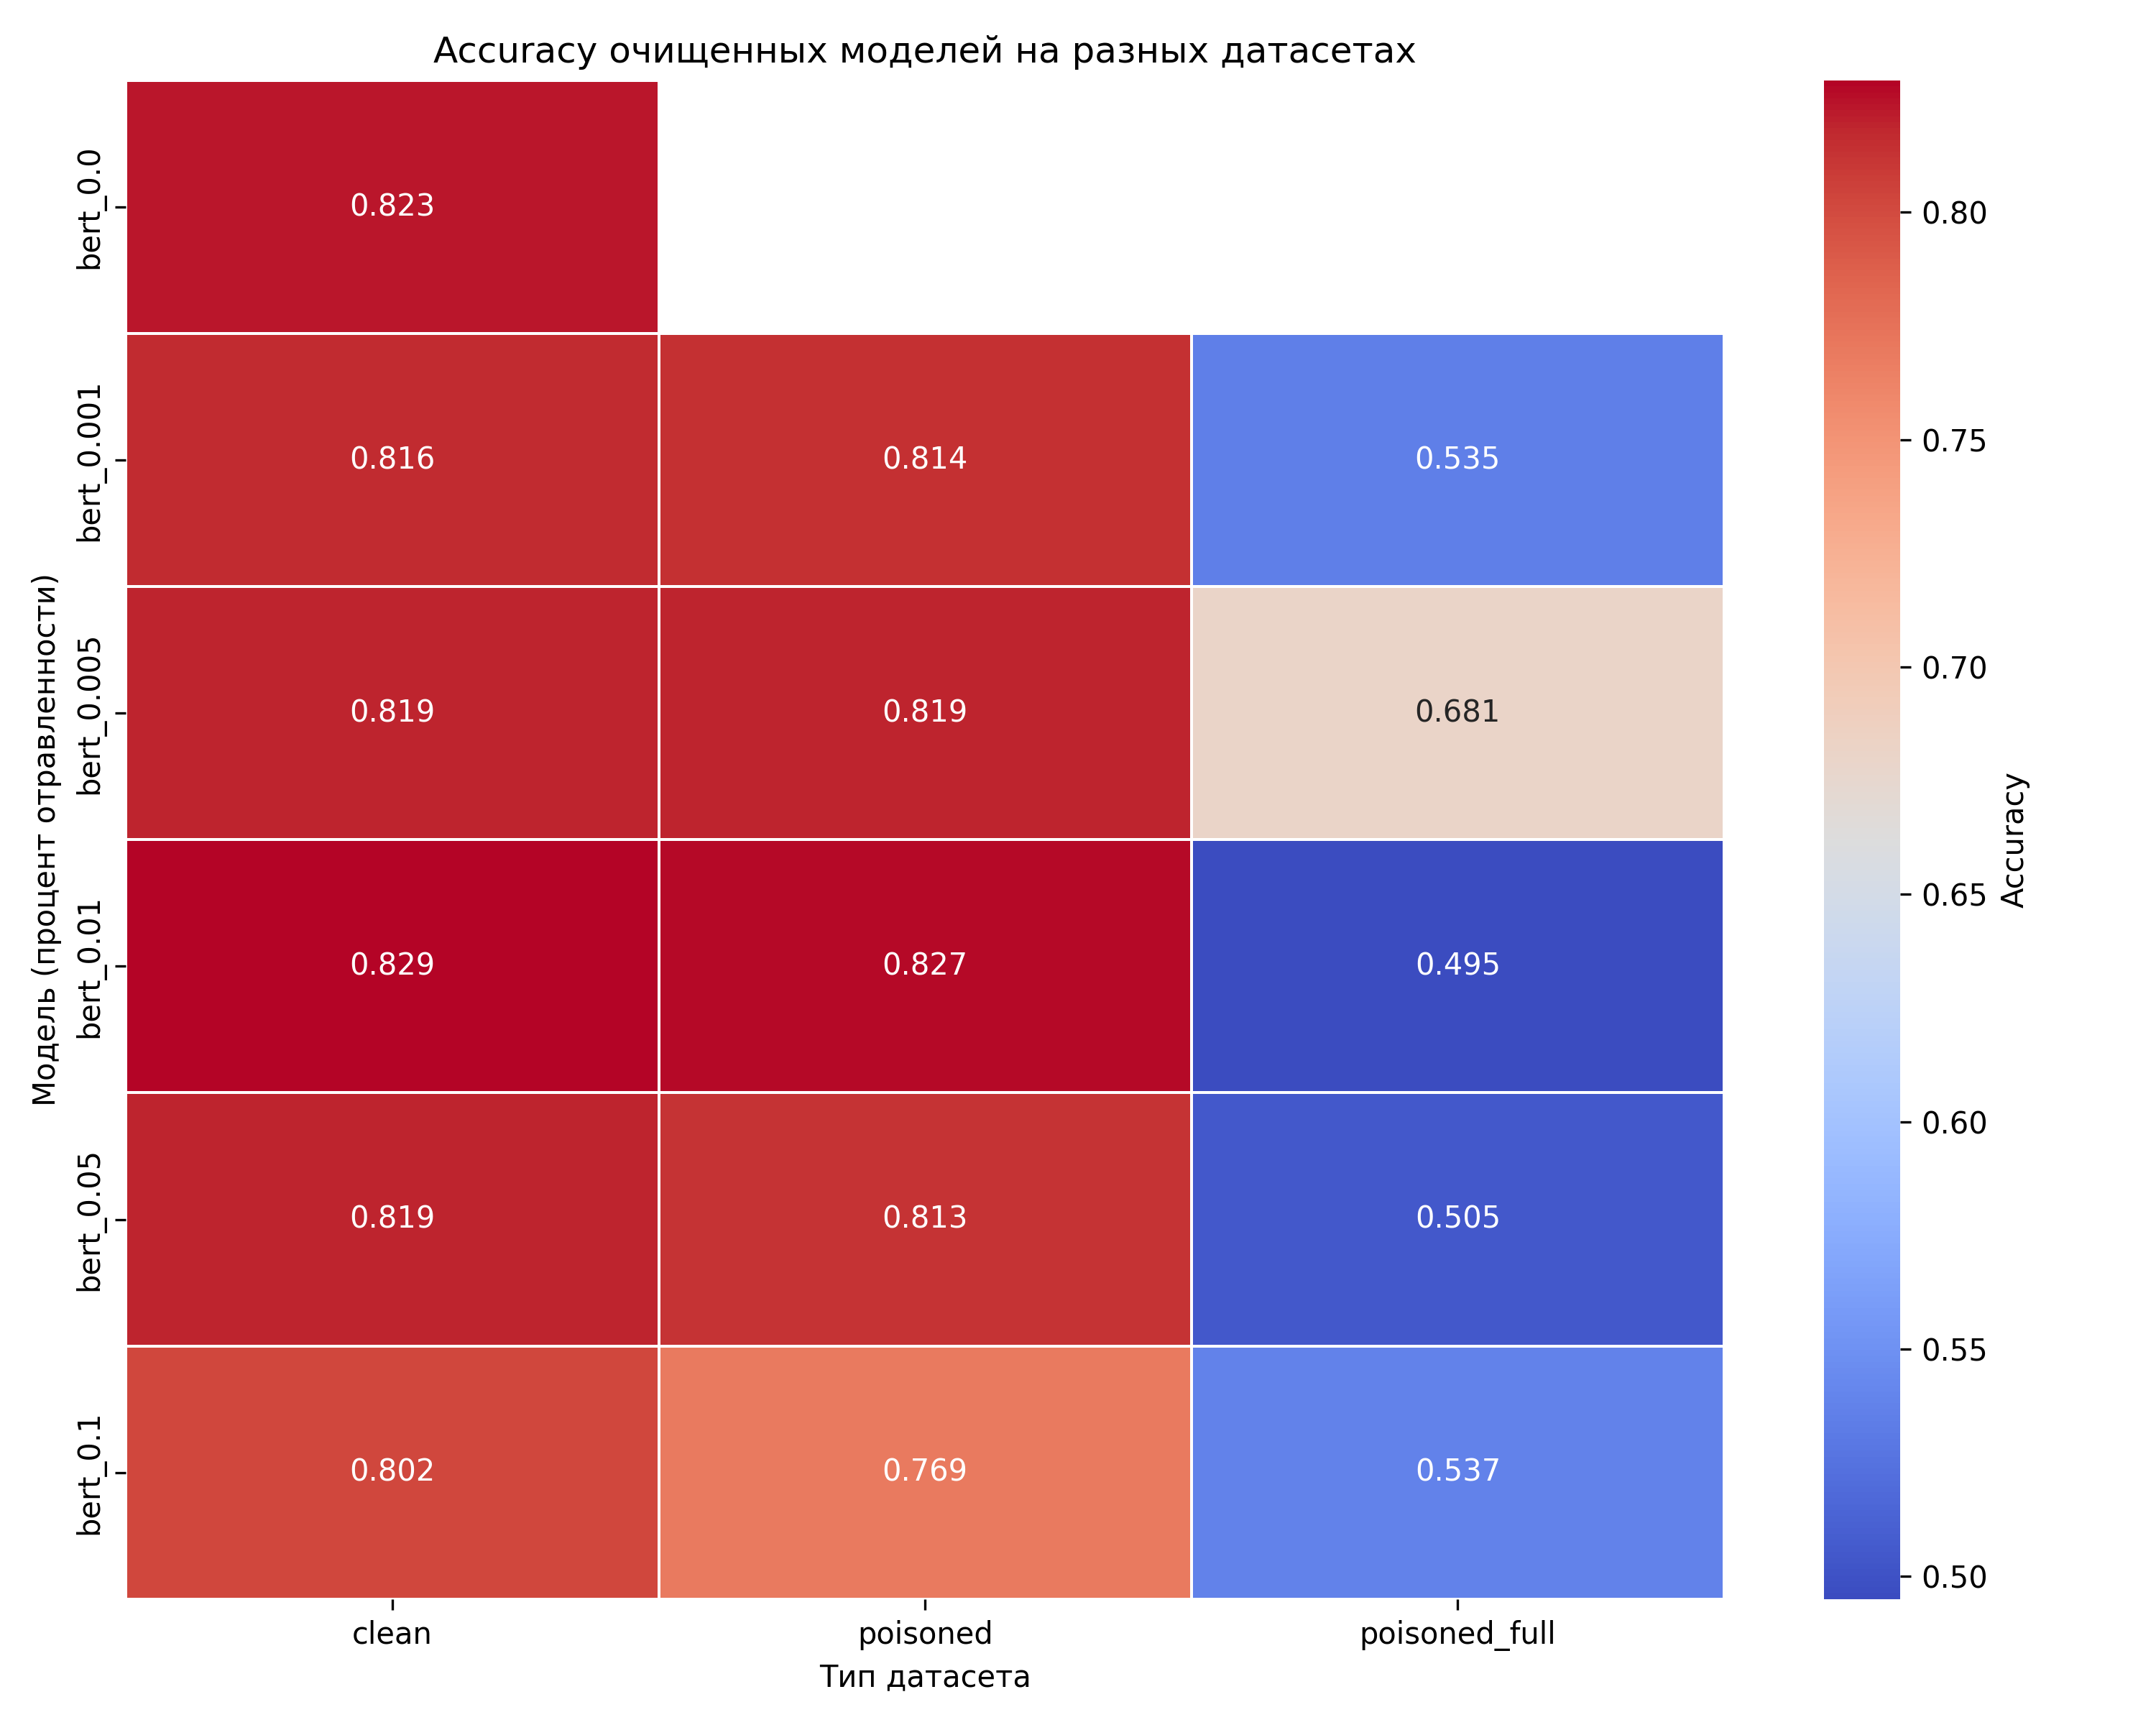 Accuracy очищенных моделей на разных датасетах
Модель (процент отравленности)
bert_0.0
0.823
bert_0.001
0.816 0.814 0.535
bert_0.005
0.819 0.819 0.681
bert_0.01
0.829 0.827 0.495
bert_0.05
0.819 0.813 0.505
bert_0.1
0.802 0.769 0.537
clean poisoned poisoned_full
Тип датасета
0.80
0.75
0.70
0.65
0.60
0.55
0.50
Accuracy